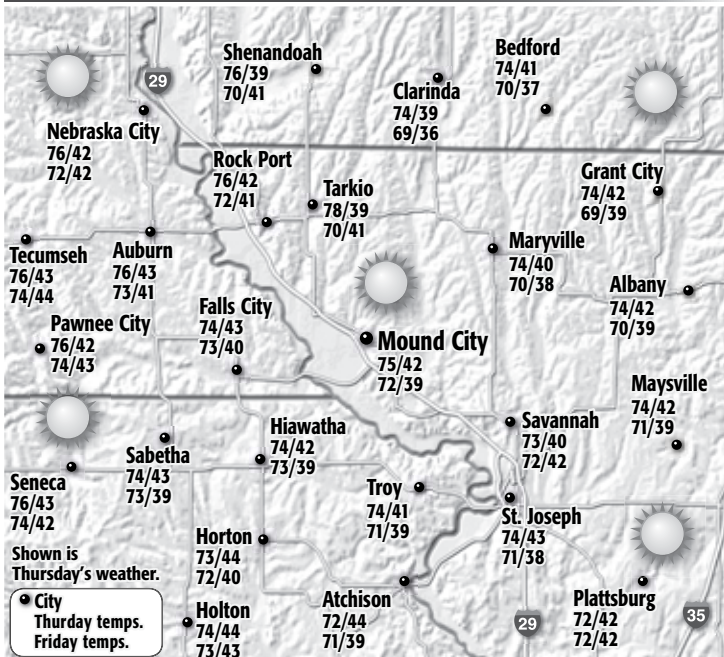 Shenandoah
76/39
70/41
Bedford
74/41
70/37
29
Clarinda
74/39
69/36
Nebraska City
76/42
72/42
Rock Port
76/42
72/41
Tarkio
78/39
70/41
Grant City
74/42
69/39
Tecumseh
76/43
74/44
Auburn
76/43
73/41
Maryville
74/40
70/38
Albany
74/42
70/39
Falls City
74/43
73/40
Pawnee City
76/42
74/43
Mound City
75/42
72/39
Maysville
74/42
71/39
Savannah
73/40
72/42
Hiawatha
74/42
73/39
Sabetha
74/43
73/39
Seneca
76/43
74/42
Troy
74/41
71/39
St. Joseph
74/43
71/38
Horton
73/44
72/40
Shown is
Thursday's weather.
City
Thurday temps.
Friday temps.
Holton
74/44
73/43
Atchison
72/44
71/39
29
Plattsburg
72/42
72/42
35